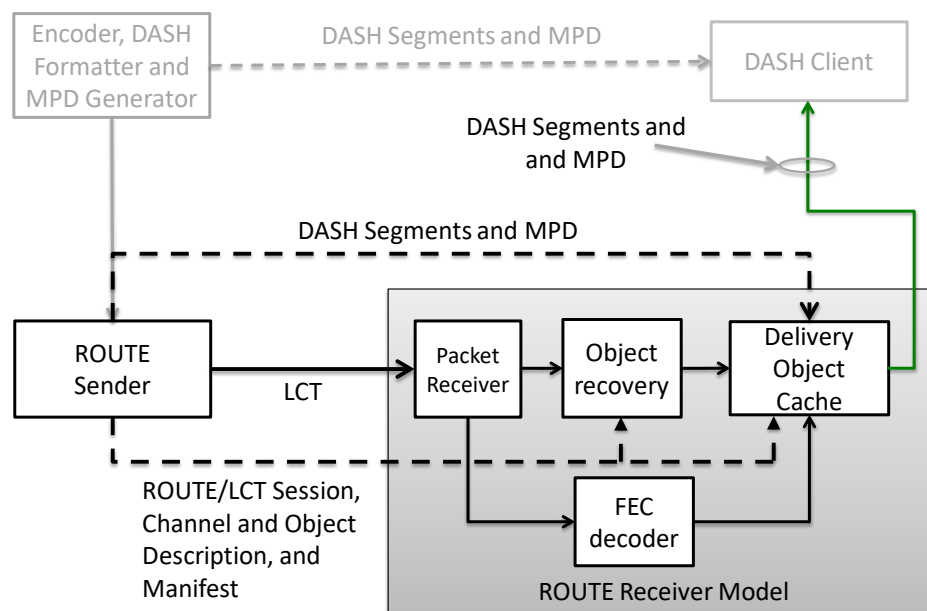 Encoder, DASH
Formatter and
MPD Generator
DASH Segments and MPD
DASH Client
DASH Segments and
and MPD
DASH Segments and MPD
ROUTE
Sender
LCT
Packet
Receiver
Object
recovery
Delivery
Object
Cache
ROUTE/LCT Session,
Channel and Object
Description, and
Manifest
FEC
decoder
ROUTE Receiver Model